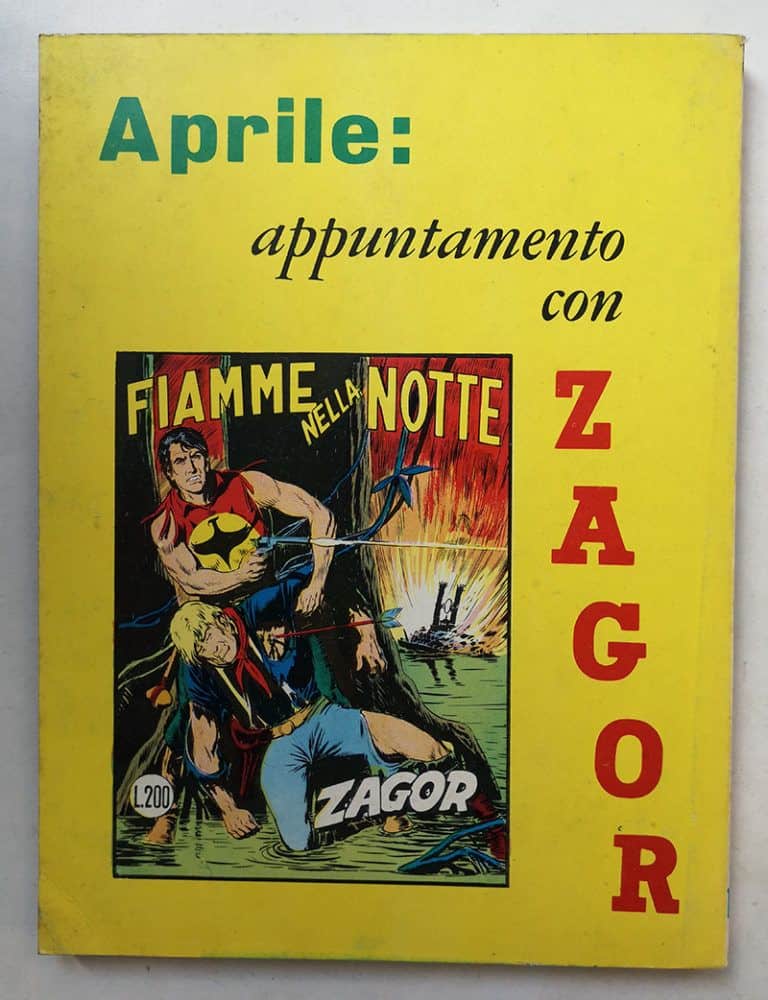 Aprile:
appuntamento
con
ZAGOR
FIAMME NELLA NOTTE
L.200
ZAGOR